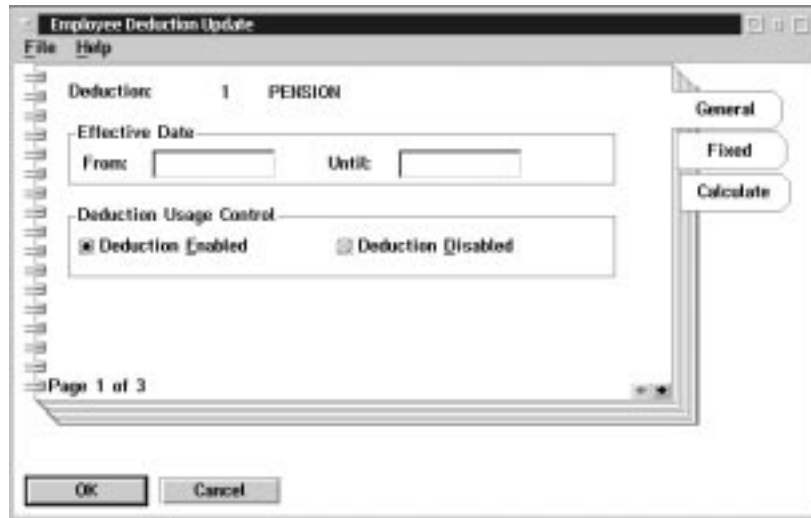 Employee Deduction Update
File Help
Deduction: 1 PENSION
General
Effective Date
Fixed
From: Until:
Calculate
Deduction Usage Control
Deduction Enabled Deduction Disabled
Page 1 of 3
OK Cancel